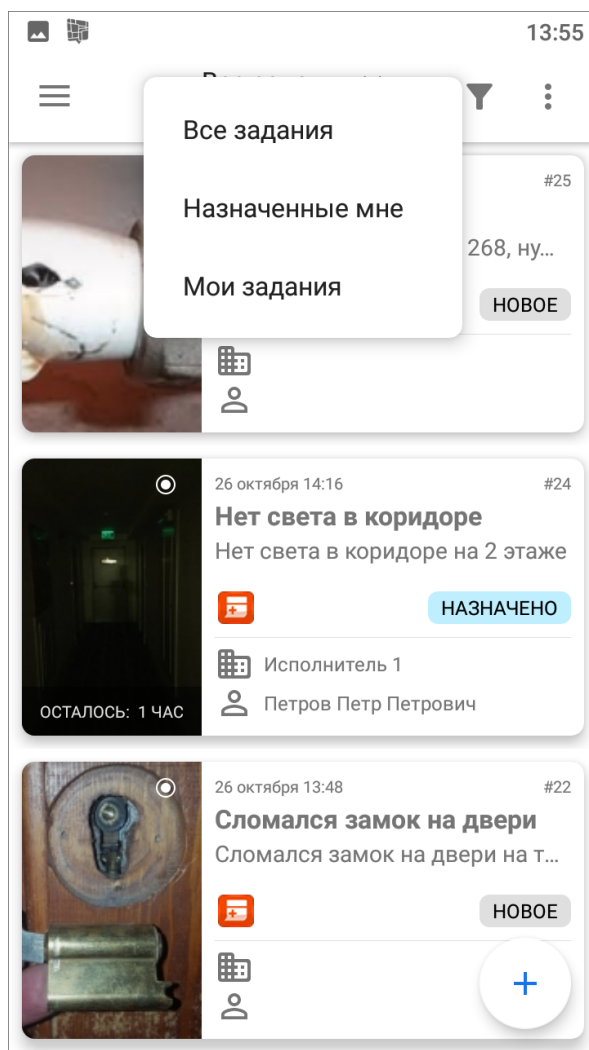 13:55
Все задания
Назначенные мне
Мои задания
#25
268, ну...
НОВОЕ
26 октября 14:16
#24
Нет света в коридоре
Нет света в коридоре на 2 этаже
НАЗНАЧЕНО
Исполнитель 1
Петров Петр Петрович
ОСТАЛОСЬ: 1 ЧАС
26 октября 13:48
#22
Сломался замок на двери
Сломался замок на двери на т...
НОВОЕ